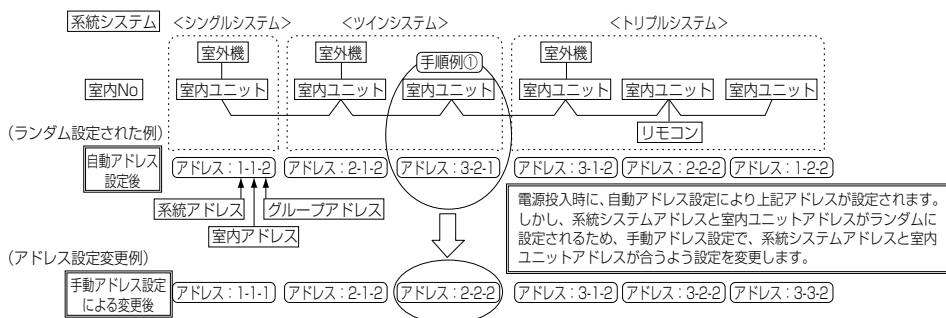 系統システム <シングルシステム> <ツインシステム> <トリプルシステム>
室外機 室外機 手順例① 室外機
室内No 室内ユニット 室内ユニット 室内ユニット 室内ユニット 室内ユニット 室内ユニット
リモコン
(ランダム設定された例)
自動アドレス
設定後
アドレス：1-1-2 アドレス：2-1-2 アドレス：3-2-1 アドレス：3-1-2 アドレス：2-2-2 アドレス：1-2-2
系統アドレス グループアドレス
室内アドレス
電源投入時に、自動アドレス設定により上記アドレスが設定されます。
しかし、系統システムアドレスと室内ユニットアドレスがランダムに
設定されるため、手動アドレス設定で、系統システムアドレスと室内
ユニットアドレスが合うよう設定を変更します。
(アドレス設定変更例)
手動アドレス設定
による変更後
アドレス：1-1-1 アドレス：2-1-2 アドレス：2-2-2 アドレス：3-1-2 アドレス：3-2-2 アドレス：3-3-2